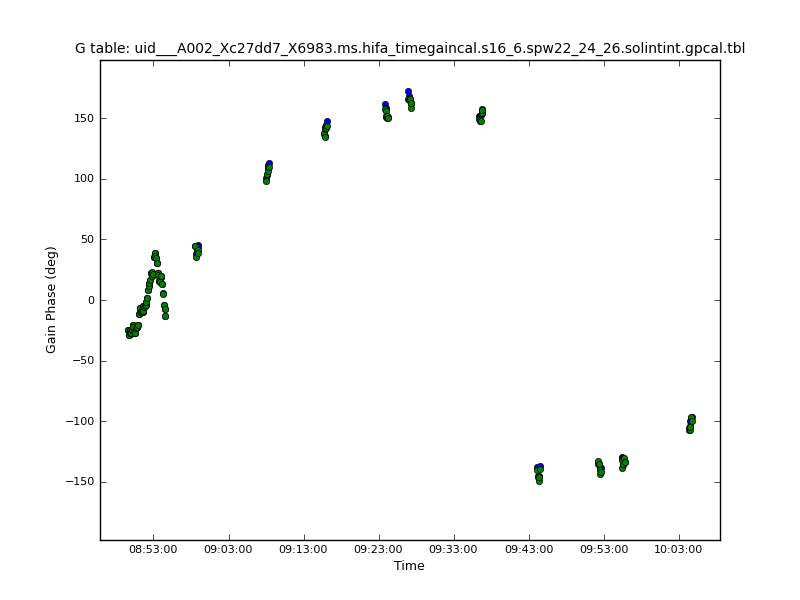 G table: uid___A002_Xc27dd7_X6983.ms.hifa_timegaincal.s16_6.spw22_24_26.solintint.gpcal.tbl
150
100
50
0
−50
−100
−150
Gain Phase (deg)
08:53:00 09:03:00 09:13:00 09:23:00 09:33:00 09:43:00 09:53:00 10:03:00
Time